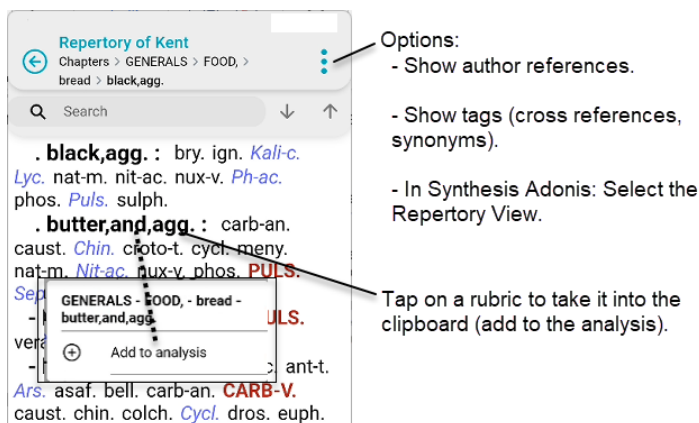 Repertory of Kent
Chapters > GENERALS > FOOD, >
bread > black,agg.
Search
. black,agg. : bry. ign. Kali-c.
Lyc. nat-m. nit-ac. nux-v. Ph-ac.
phos. Puls. sulph.
. butter,and,agg. : carb-an.
caust. Chin. croto-t. cycl. meny.
nat-m. Nit-ac. nux-v. phos. PULS.
Sep
GENERALS - FOOD, - bread -
butter,and,agg.
ULS.
vera
Add to analysis
c. ant-t.
Ars. asaf. bell. carb-an. CARB-V.
caust. chin. colch. Cycl. dros. euph.
Options:
- Show author references.
- Show tags (cross references,
synonyms).
- In Synthesis Adonis: Select the
Repertory View.
Tap on a rubric to take it into the
clipboard (add to the analysis).